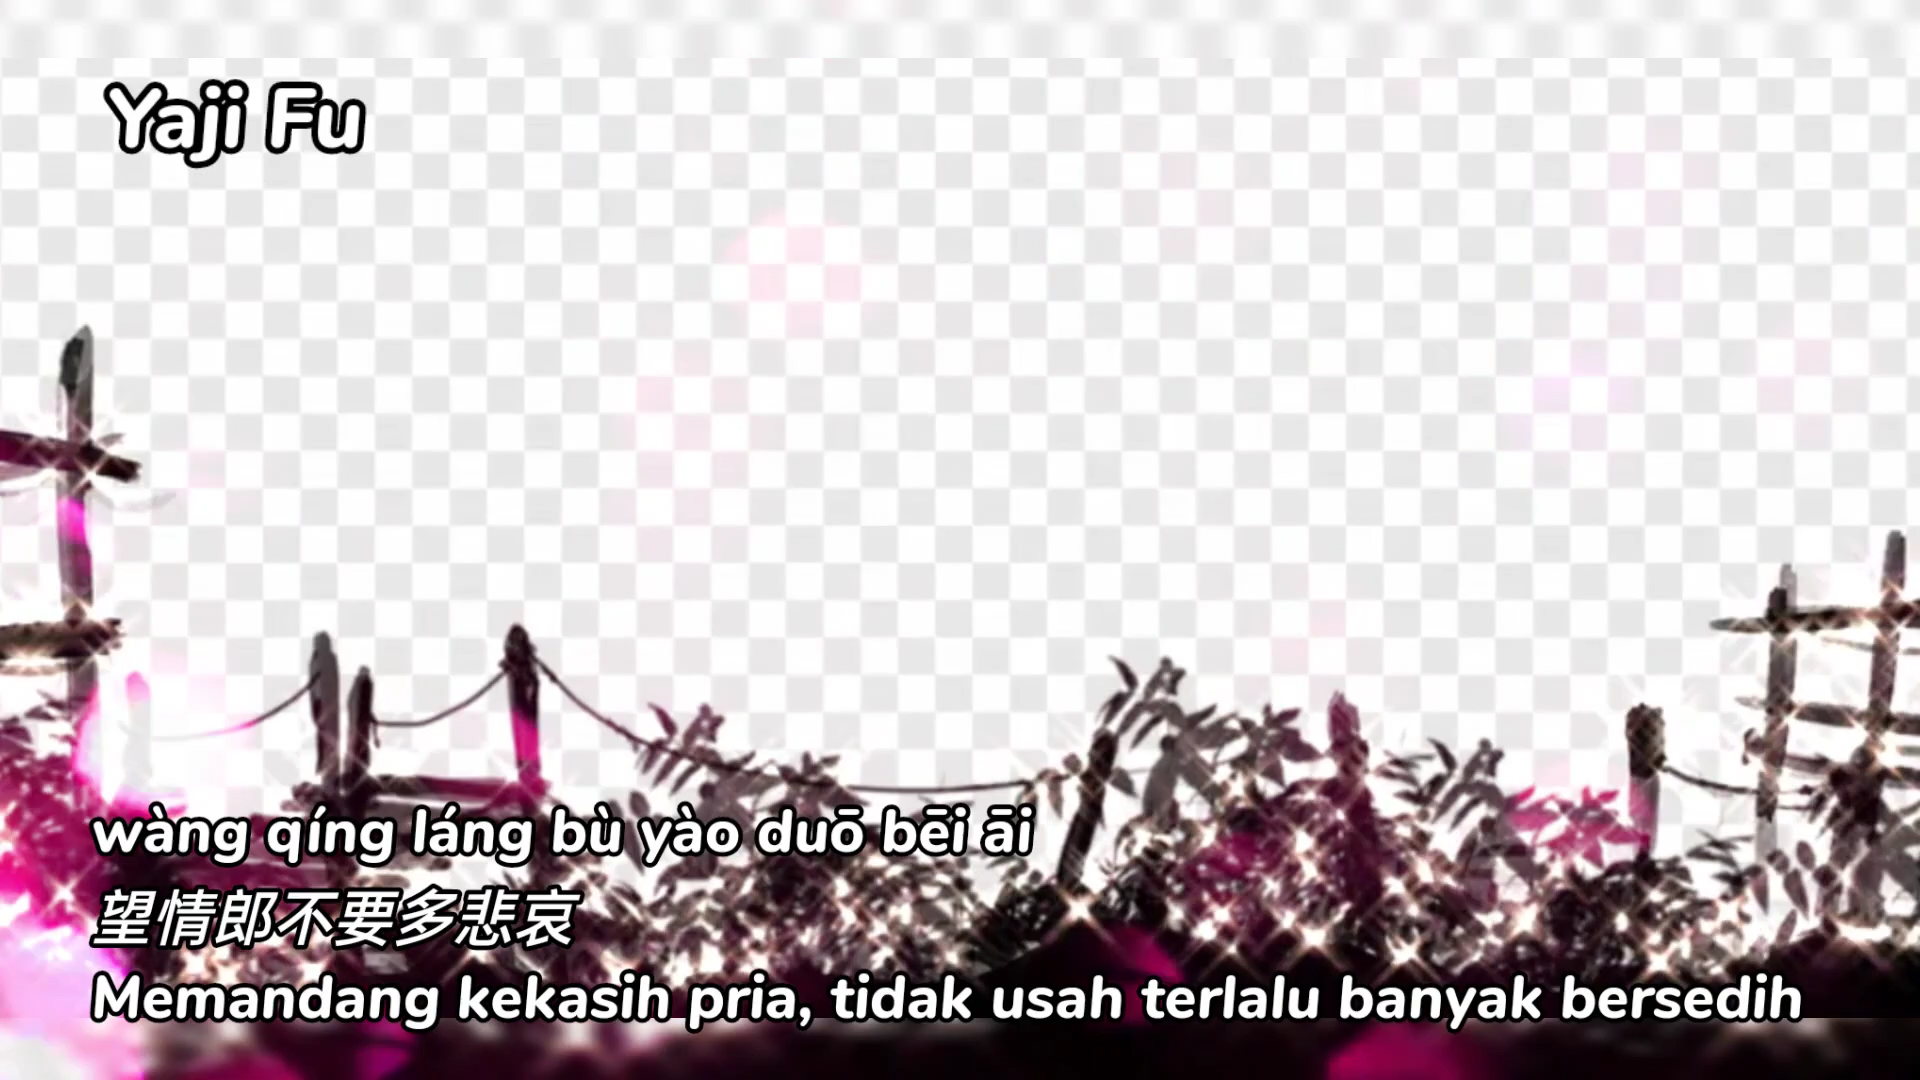 Yaji Fu
wàng qíng láng bù yào duō bēi āi
望情郎不要多悲哀
Memandang kekasih pria, tidak usah terlalu banyak bersedih